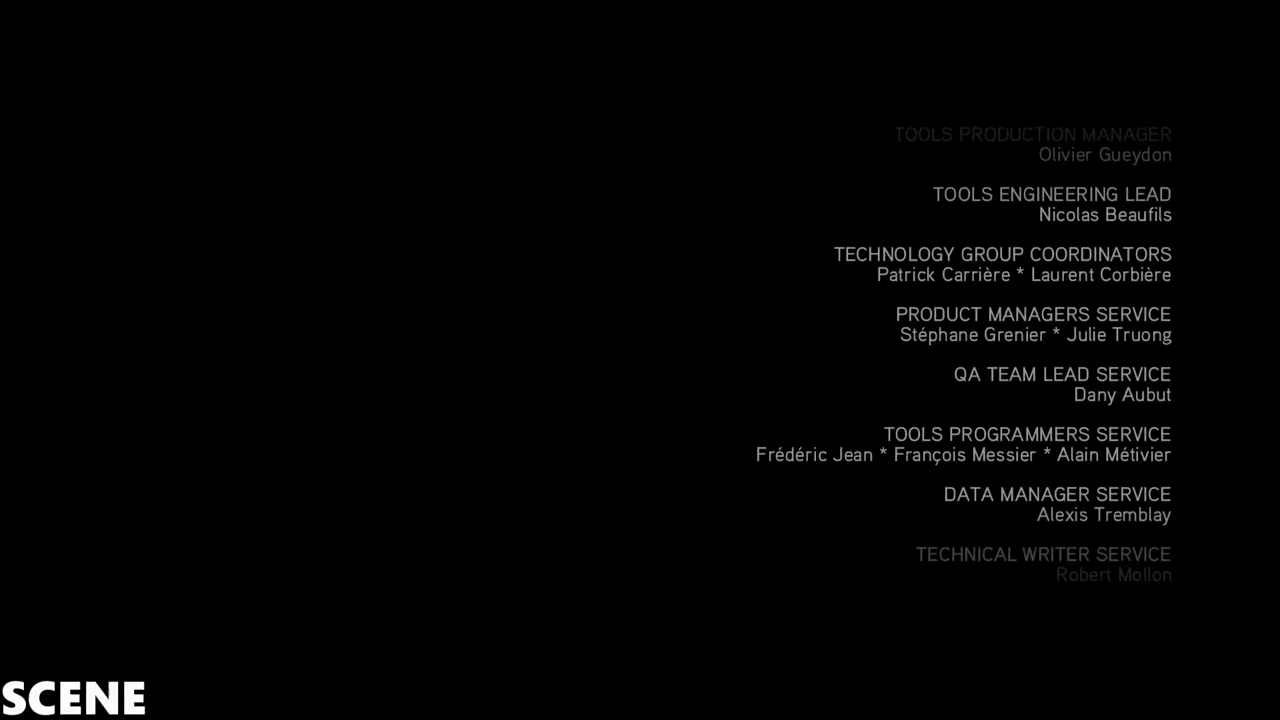 TOOLS PRODUCTION MANAGER
Olivier Gueydon
TOOLS ENGINEERING LEAD
Nicolas Beaufils
TECHNOLOGY GROUP COORDINATORS
Patrick Carrière * Laurent Corbière
PRODUCT MANAGERS SERVICE
Stéphane Grenier * Julie Truong
QA TEAM LEAD SERVICE
Dany Aubut
TOOLS PROGRAMMERS SERVICE
Frédéric Jean * François Messier * Alain Métivier
DATA MANAGER SERVICE
Alexis Tremblay
TECHNICAL WRITER SERVICE
Robert Mollon
SCENE